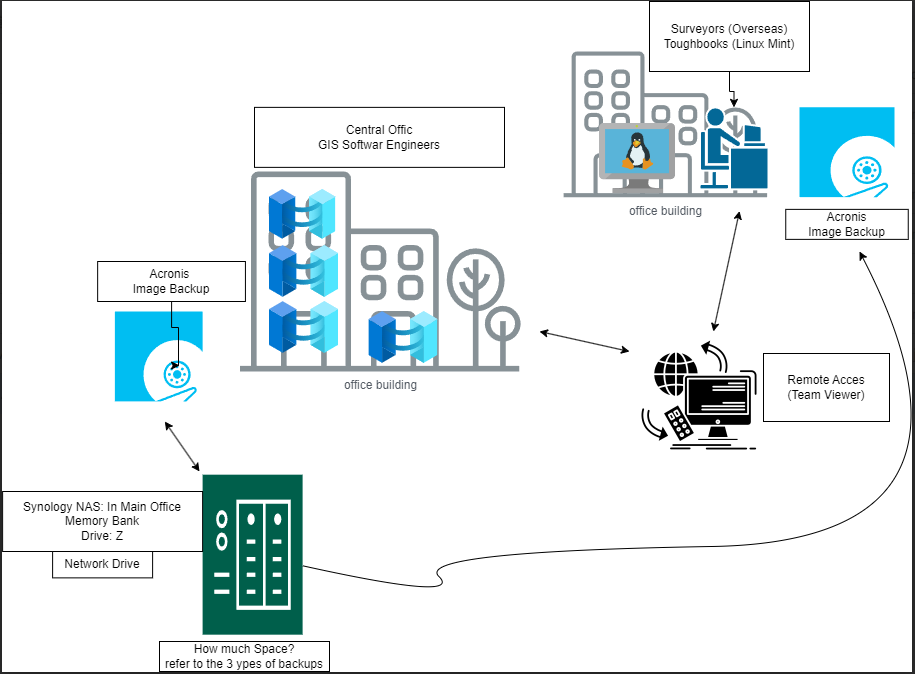 Surveyors (Overseas)
Toughbooks (Linux Mint)
Central Offic
GIS Softwar Engineers
office building
Acronis
Image Backup
Acronis
Image Backup
office building
Remote Acces
(Team Viewer)
Synology NAS: In Main Office
Memory Bank
Drive: Z
Network Drive
How much Space?
refer to the 3 ypes of backups